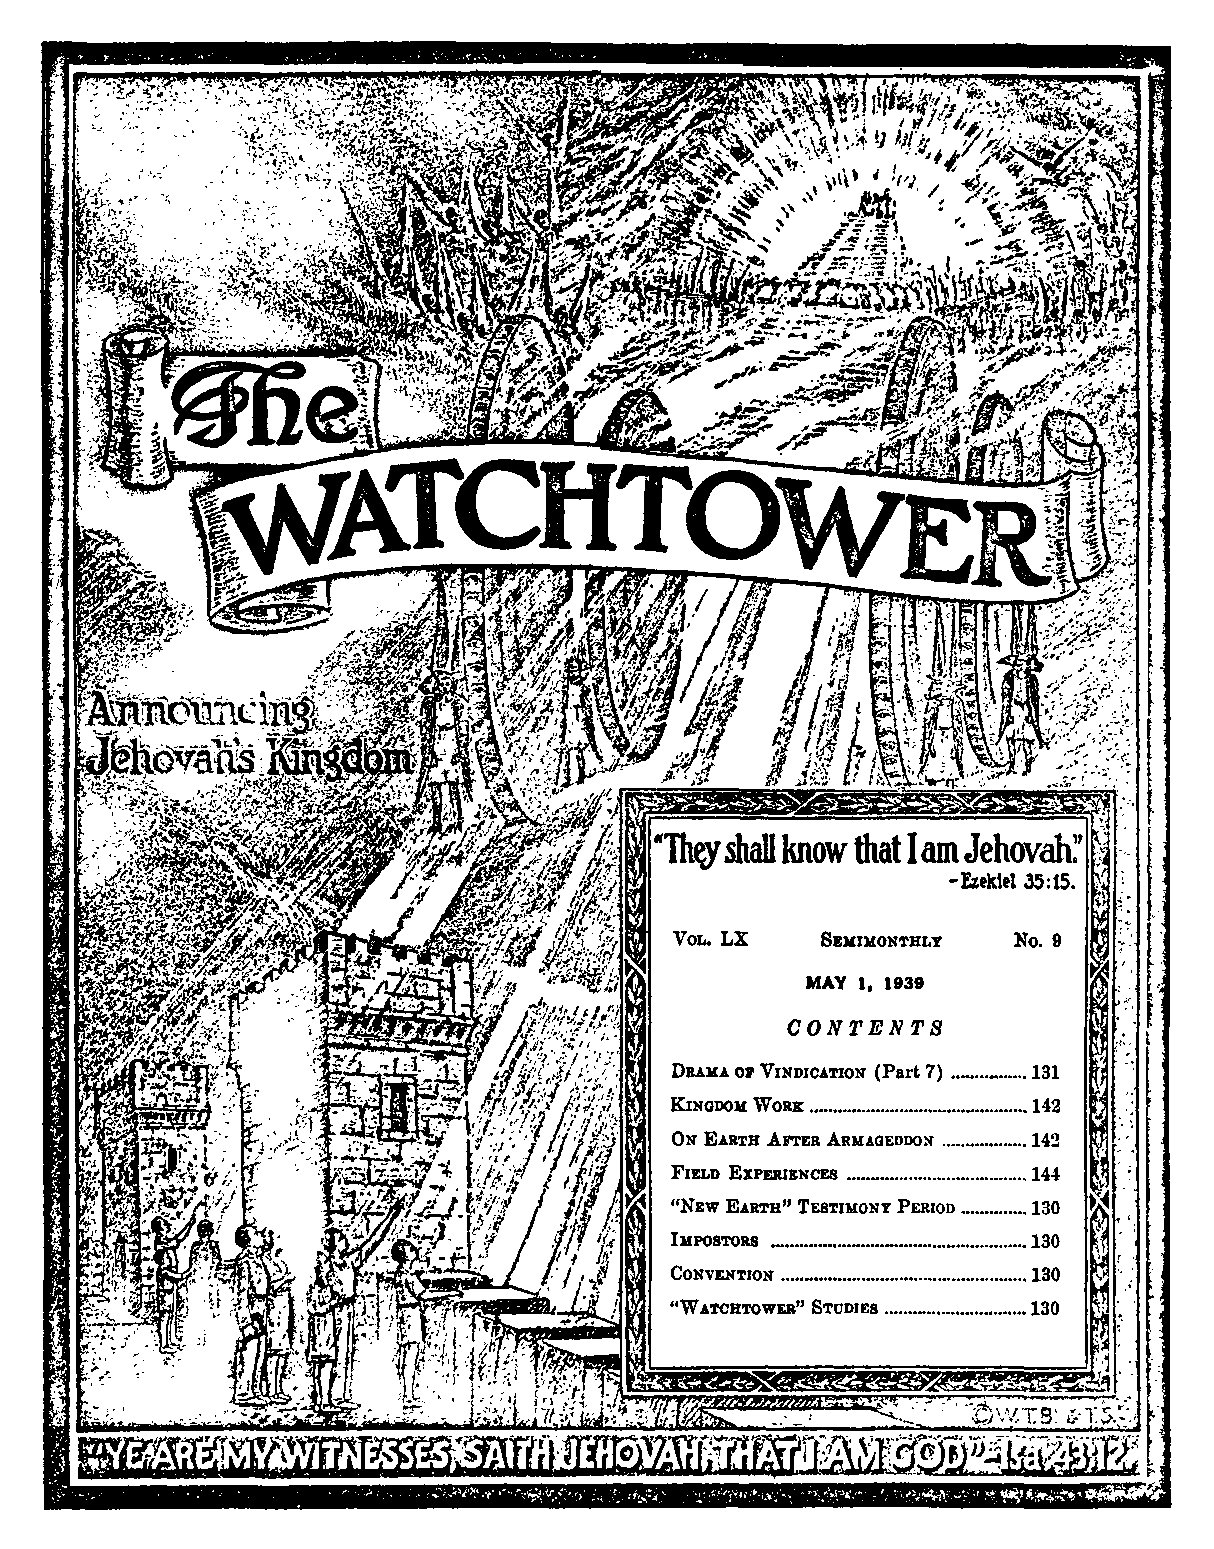 The
WATCHTOWER
Announcing
Jehovah's Kingdom
"They shall know that I am Jehovah."
-Ezekiel 35:15.
VOL. LX SEMIMONTHLY No. 9
MAY 1, 1939
CONTENTS
DRAMA OF VINDICATION (Part 7) ................ 131
KINGDOM WORK ................ 142
ON EARTH AFTER ARMAGEDDON ................ 142
FIELD EXPERIENCES ................ 144
"NEW EARTH" TESTIMONY PERIOD ................ 130
IMPOSTORS ................ 130
CONVENTION ................ 130
"WATCHTOWER" STUDIES ................ 130
©W.T.B. & T.S.
"YE ARE MY WITNESSES, SAITH JEHOVAH, THAT I AM GOD"-Isa. 43:12.